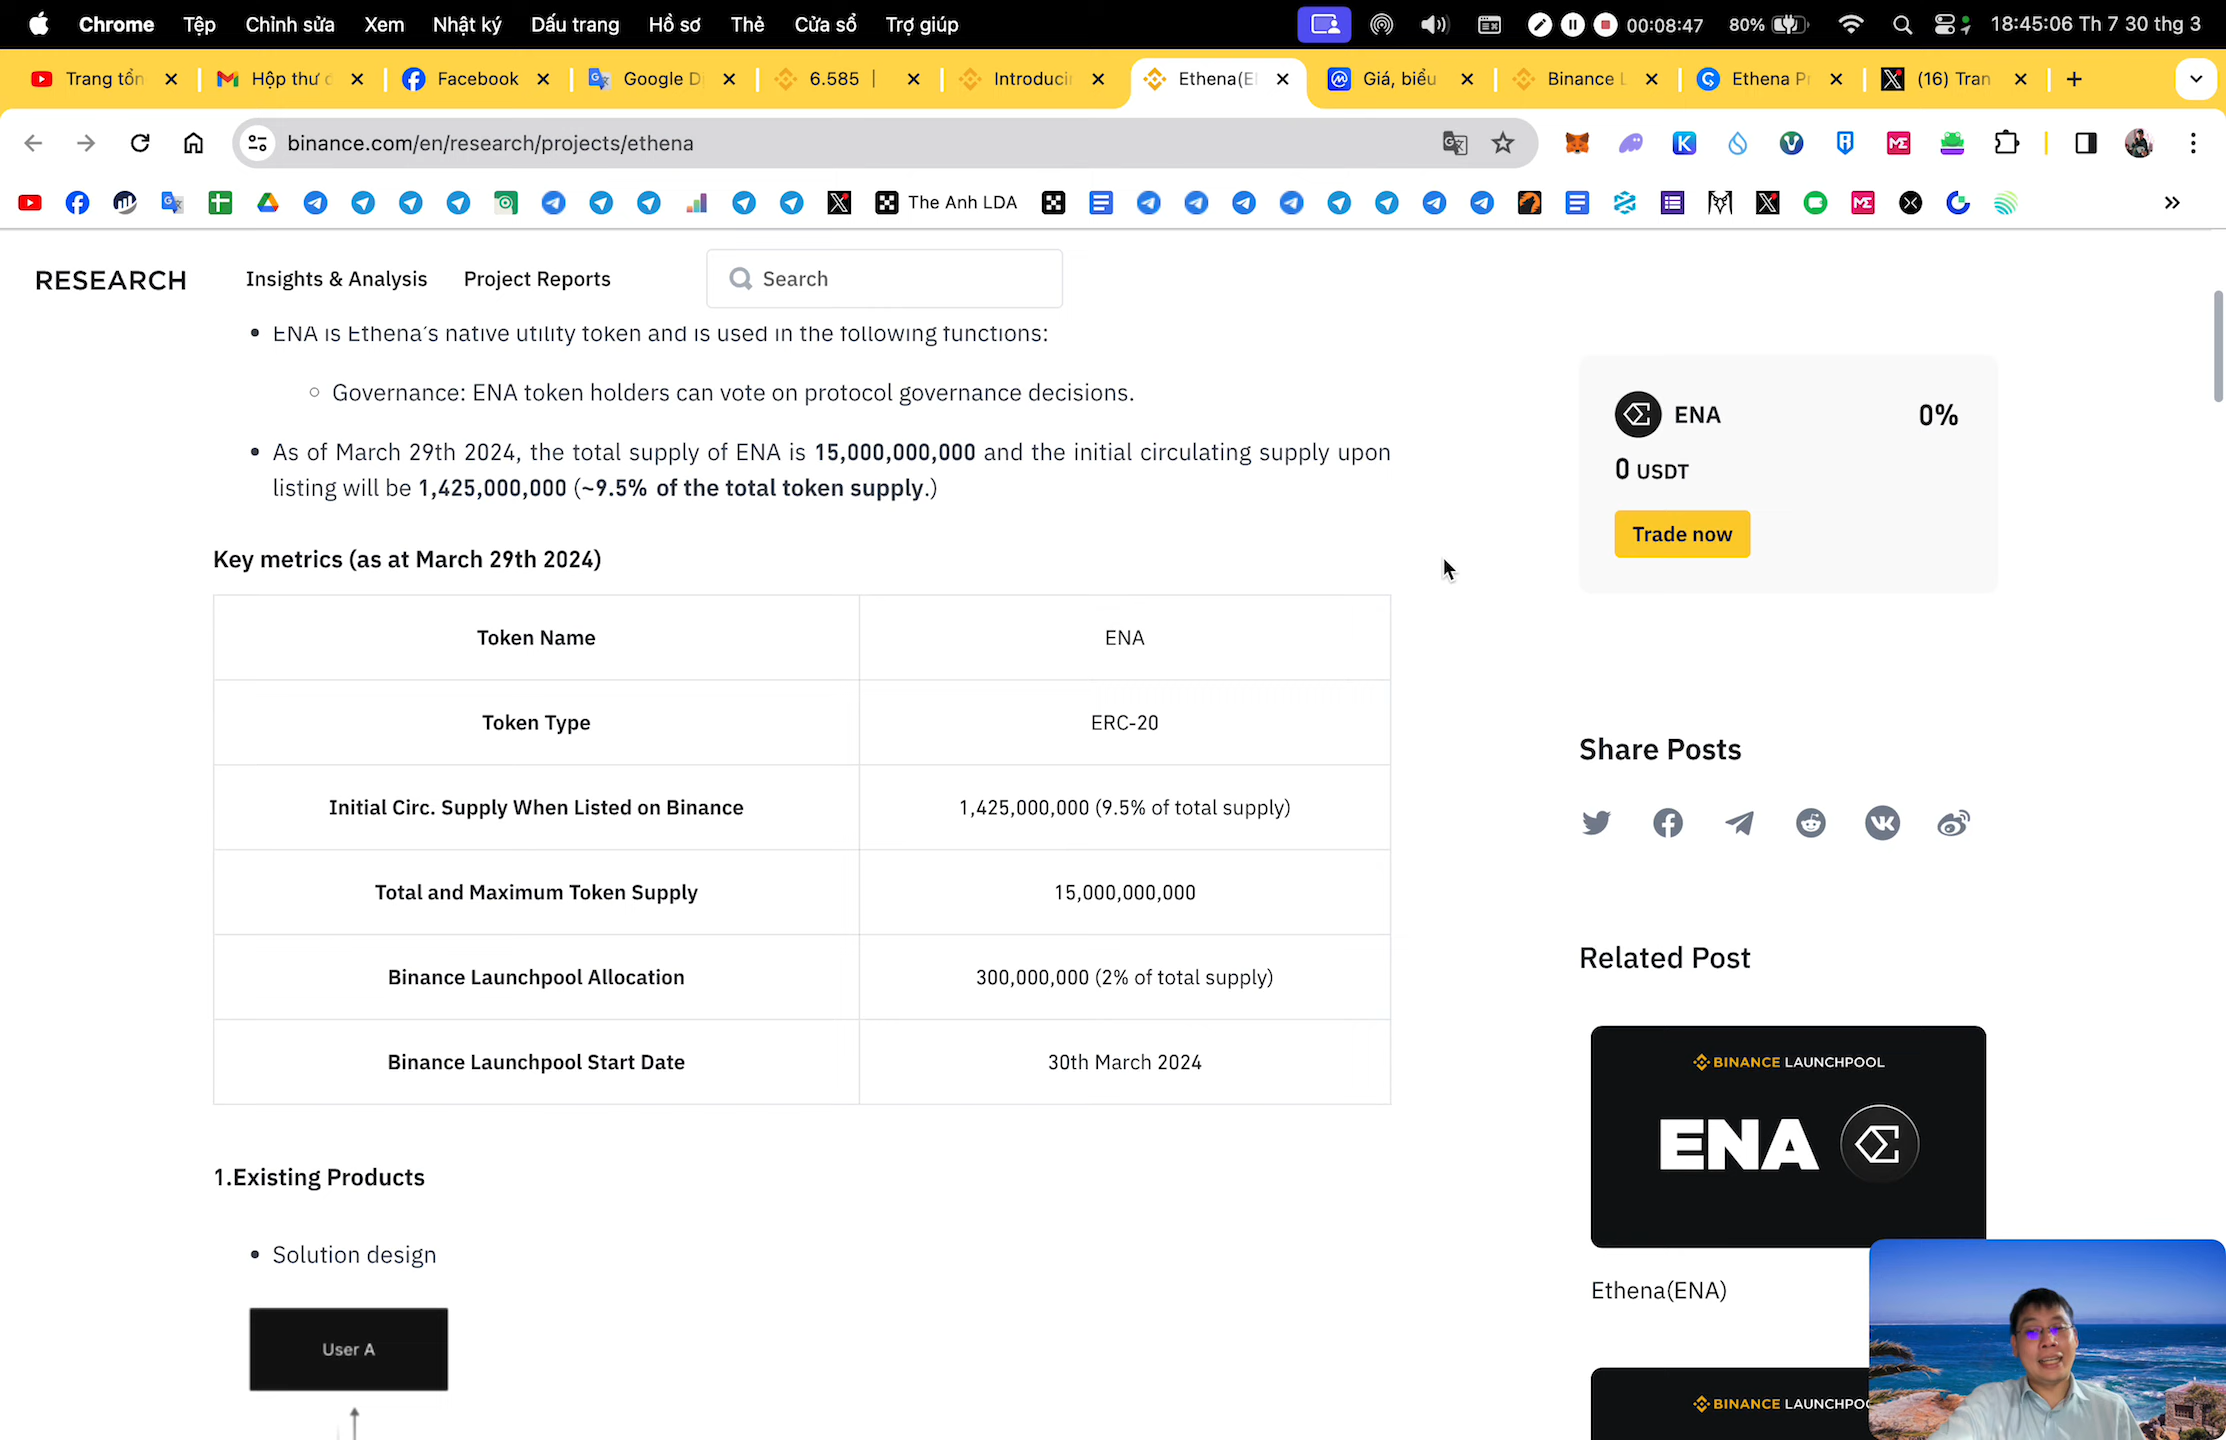 Chrome Tệp Chỉnh sửa Xem Nhật ký Dấu trang Hồ sơ Thẻ Cửa sổ Trợ giúp 00:08:47 80% 18:45:06 Th 7 30 thg 3
Trang tổn Hộp thư Facebook Google D 6.585 | Introduci Ethena(E Giá, biểu Binance L Ethena P (16) Tran
binance.com/en/research/projects/ethena
The Anh LDA
RESEARCH Insights & Analysis Project Reports Search
ENA is Ethena's native utility token and is used in the following functions:
Governance: ENA token holders can vote on protocol governance decisions.
As of March 29th 2024, the total supply of ENA is 15,000,000,000 and the initial circulating supply upon
listing will be 1,425,000,000 (~9.5% of the total token supply.)
Key metrics (as at March 29th 2024)
Token Name ENA
Token Type ERC-20
Initial Circ. Supply When Listed on Binance 1,425,000,000 (9.5% of total supply)
Total and Maximum Token Supply 15,000,000,000
Binance Launchpool Allocation 300,000,000 (2% of total supply)
Binance Launchpool Start Date 30th March 2024
1.Existing Products
Solution design
User A
ENA 0%
0 USDT
Trade now
Share Posts
Related Post
BINANCE LAUNCHPOOL
ENA
Ethena(ENA)
BINANCE LAUNCHPO